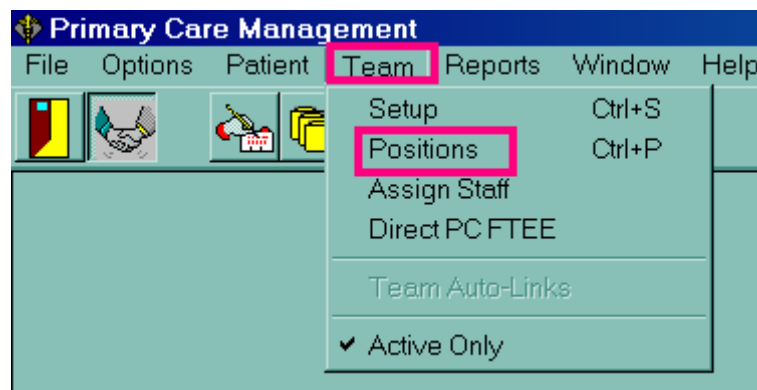 Primary Care Management
File Options Patient Team Reports Window Help
Setup Ctrl+S
Positions Ctrl+P
Assign Staff
Direct PC FTEE
Team Auto-Links
Active Only